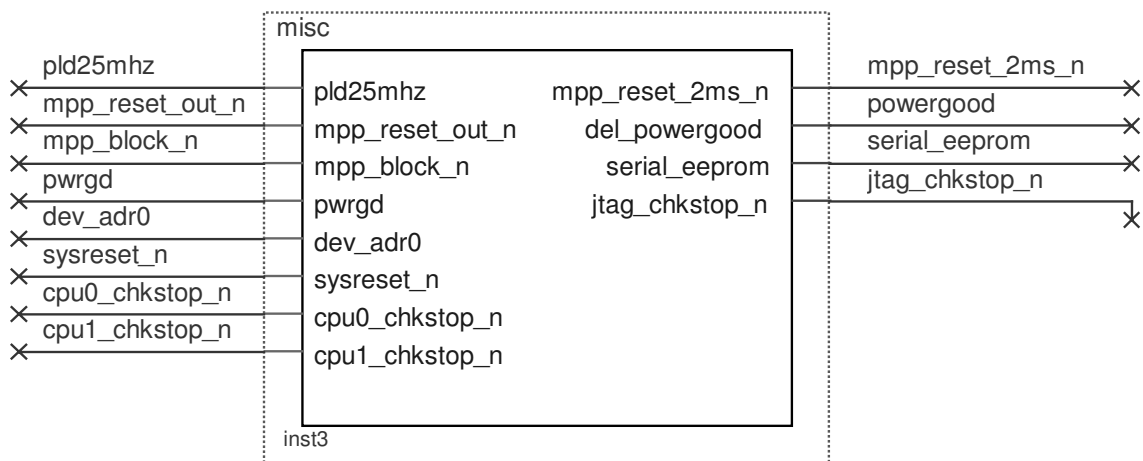 misc
pld25mhz
mpp_reset_out_n
mpp_block_n
pwrgd
dev_adr0
sysreset_n
cpu0_chkstop_n
cpu1_chkstop_n
pld25mhz
mpp_reset_out_n
mpp_block_n
pwrgd
dev_adr0
sysreset_n
cpu0_chkstop_n
cpu1_chkstop_n
mpp_reset_2ms_n
del_powergood
serial_eeprom
jtag_chkstop_n
mpp_reset_2ms_n
powergood
serial_eeprom
jtag_chkstop_n
inst3